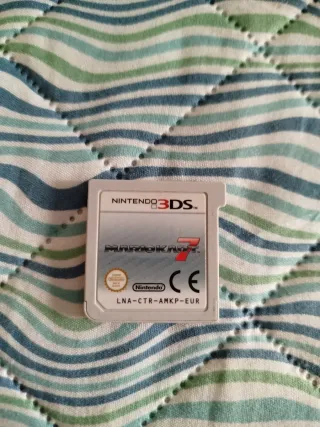 NINTENDO 3DS
MARIOKART 7
Nintendo
CE
LNA-CTR-AMKP-EUR